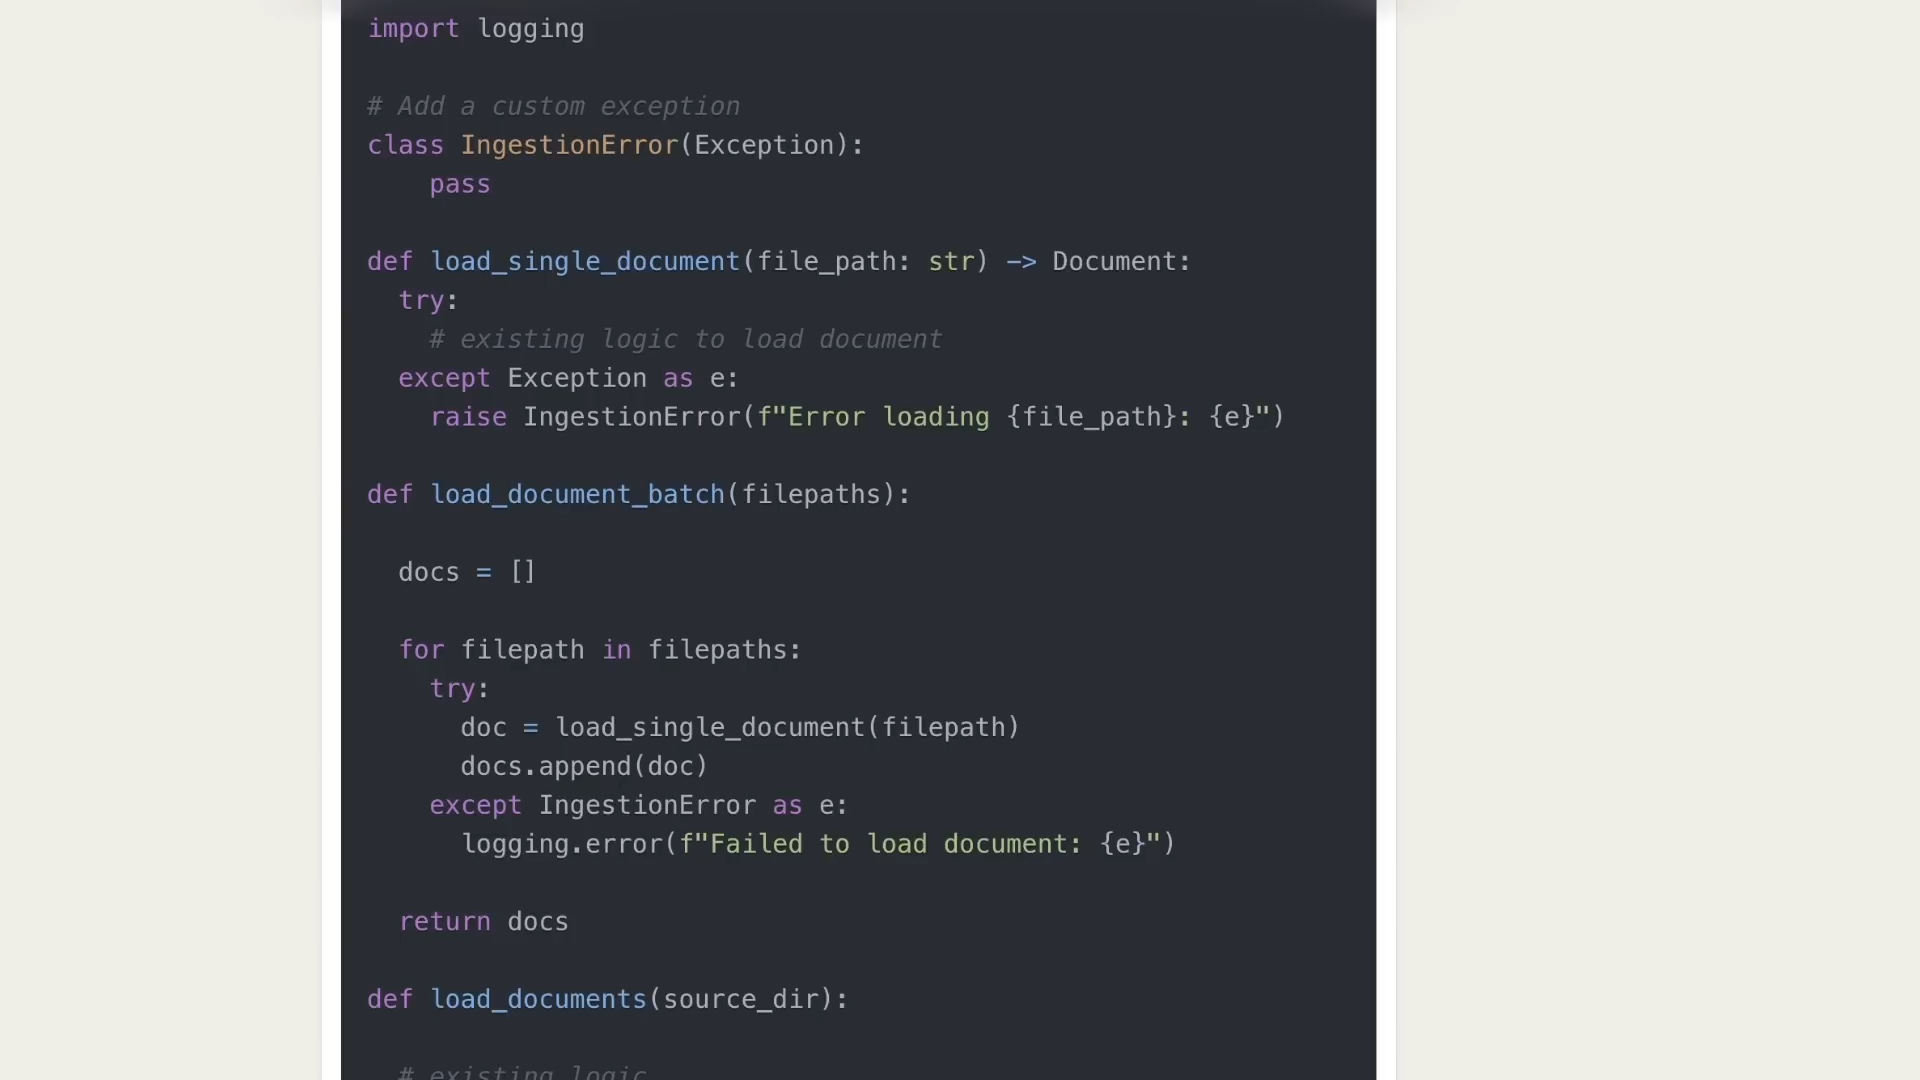 import logging
# Add a custom exception
class IngestionError(Exception):
    pass
def load_single_document(file_path: str) -> Document:
  try:
    # existing logic to load document
  except Exception as e:
    raise IngestionError(f"Error loading {file_path}: {e}")
def load_document_batch(filepaths):
  docs = []
  for filepath in filepaths:
    try:
      doc = load_single_document(filepath)
      docs.append(doc)
    except IngestionError as e:
      logging.error(f"Failed to load document: {e}")
  return docs
def load_documents(source_dir):
  # existing logic